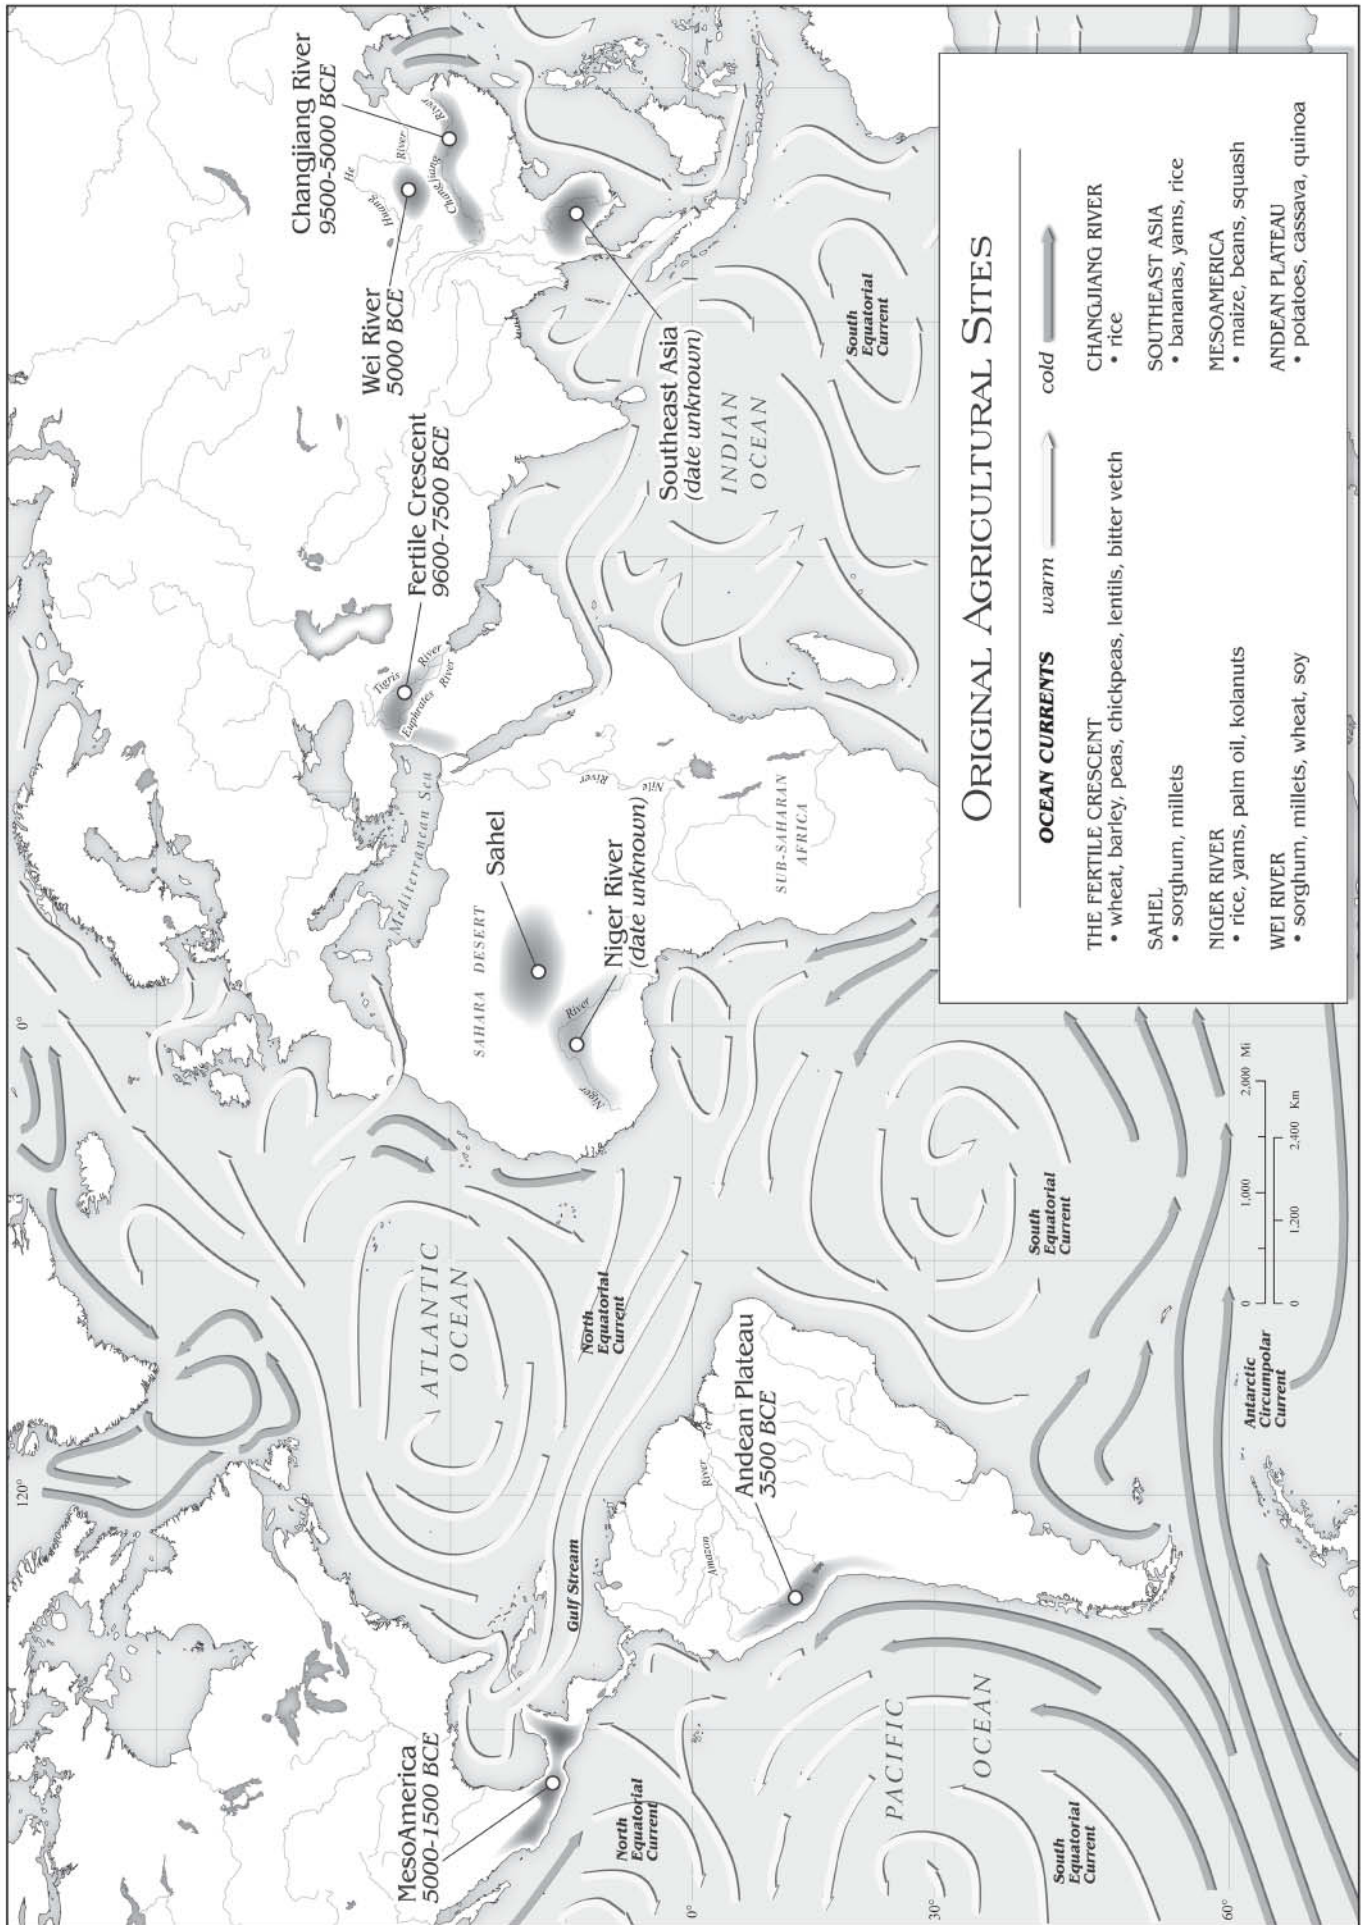 ORIGINAL AGRICULTURAL SITES
OCEAN CURRENTS warm cold
THE FERTILE CRESCENT
• wheat, barley, peas, chickpeas, lentils, bitter vetch
SAHEL
• sorghum, millets
NIGER RIVER
• rice, yams, palm oil, kolanuts
WEI RIVER
• sorghum, millets, wheat, soy
CHANGJIANG RIVER
• rice
SOUTHEAST ASIA
• bananas, yams, rice
MESOAMERICA
• maize, beans, squash
ANDEAN PLATEAU
• potatoes, cassava, quinoa
MesoAmerica
5000-1500 BCE
Andean Plateau
3500 BCE
Sahel
Niger River
(date unknown)
Fertile Crescent
9600-7500 BCE
Wei River
5000 BCE
Changjiang River
9500-5000 BCE
Southeast Asia
(date unknown)
120°
0°
0°
30°
60°
ATLANTIC
OCEAN
PACIFIC
OCEAN
INDIAN
OCEAN
Mediterranean Sea
SAHARA DESERT
SUB-SAHARAN
AFRICA
Gulf Stream
North
Equatorial
Current
North
Equatorial
Current
South
Equatorial
Current
South
Equatorial
Current
South
Equatorial
Current
Antarctic
Circumpolar
Current
Amazon
River
Niger
River
Nile
River
Tigris
River
Euphrates
River
Huang
He
River
Changjiang
River
0 1,000 2,000 Mi
0 1,200 2,400 Km